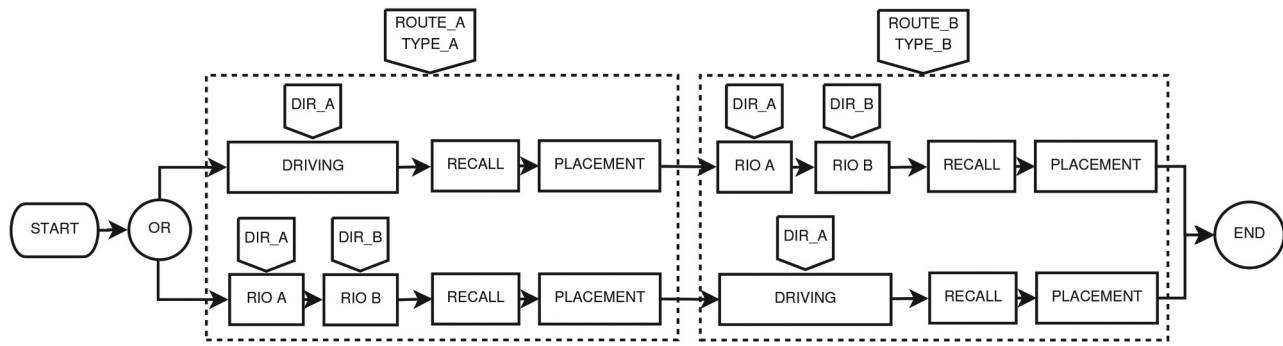 ROUTE_A
TYPE_A
ROUTE_B
TYPE_B
DIR_A
DIR_A
DIR_B
DRIVING
RECALL
PLACEMENT
RIO A
RIO B
RECALL
PLACEMENT
START
OR
END
DIR_A
DIR_B
DIR_A
RIO A
RIO B
RECALL
PLACEMENT
DRIVING
RECALL
PLACEMENT